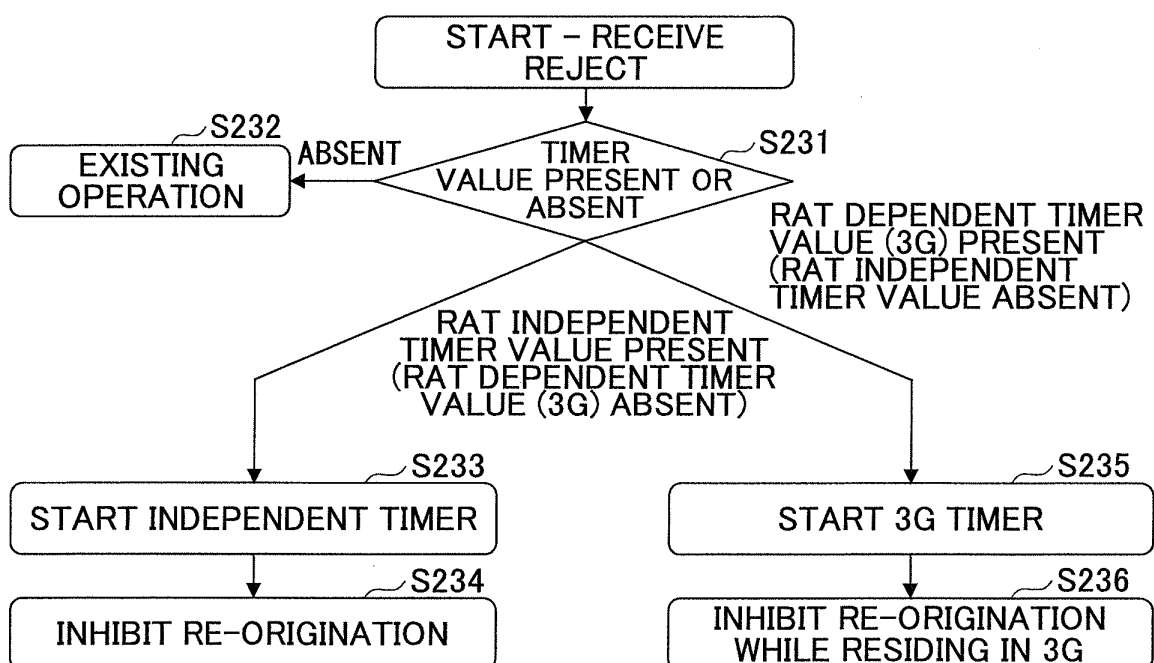 START – RECEIVE
REJECT
S232
EXISTING
OPERATION
ABSENT
S231
TIMER
VALUE PRESENT OR
ABSENT
RAT DEPENDENT TIMER
VALUE (3G) PRESENT
(RAT INDEPENDENT
TIMER VALUE ABSENT)
RAT INDEPENDENT
TIMER VALUE PRESENT
(RAT DEPENDENT TIMER
VALUE (3G) ABSENT)
S233
START INDEPENDENT TIMER
S235
START 3G TIMER
S234
INHIBIT RE-ORIGINATION
S236
INHIBIT RE-ORIGINATION
WHILE RESIDING IN 3G